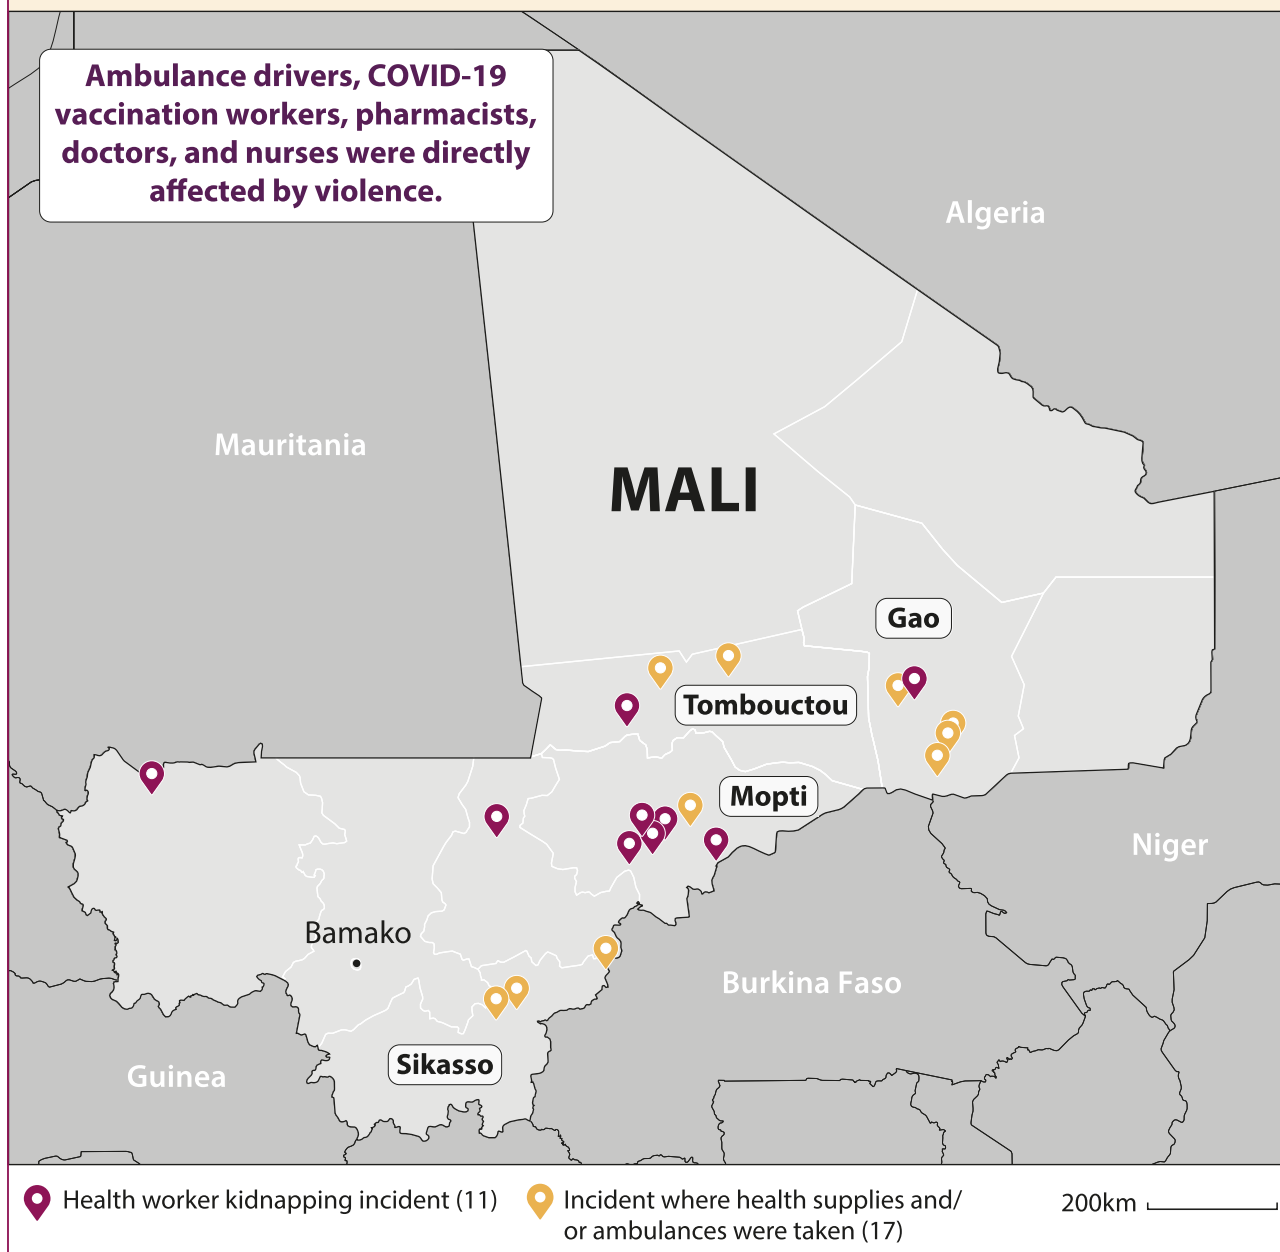 Ambulance drivers, COVID-19
vaccination workers, pharmacists,
doctors, and nurses were directly
affected by violence.
Algeria
Mauritania
MALI
Gao
Tombouctou
Mopti
Niger
Bamako
Burkina Faso
Sikasso
Guinea
Health worker kidnapping incident (11)
Incident where health supplies and/
or ambulances were taken (17)
200km